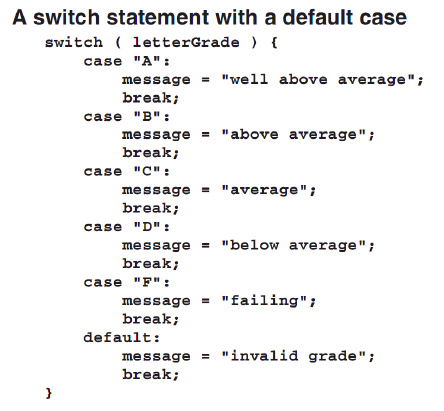 A switch statement with a default case
switch ( letterGrade ) {
case "A":
message = "well above average";
break;
case "B":
message = "above average";
break;
case "C":
message = "average";
break;
case "D":
message = "below average";
break;
case "F":
message = "failing";
break;
default:
message = "invalid grade";
break;
}